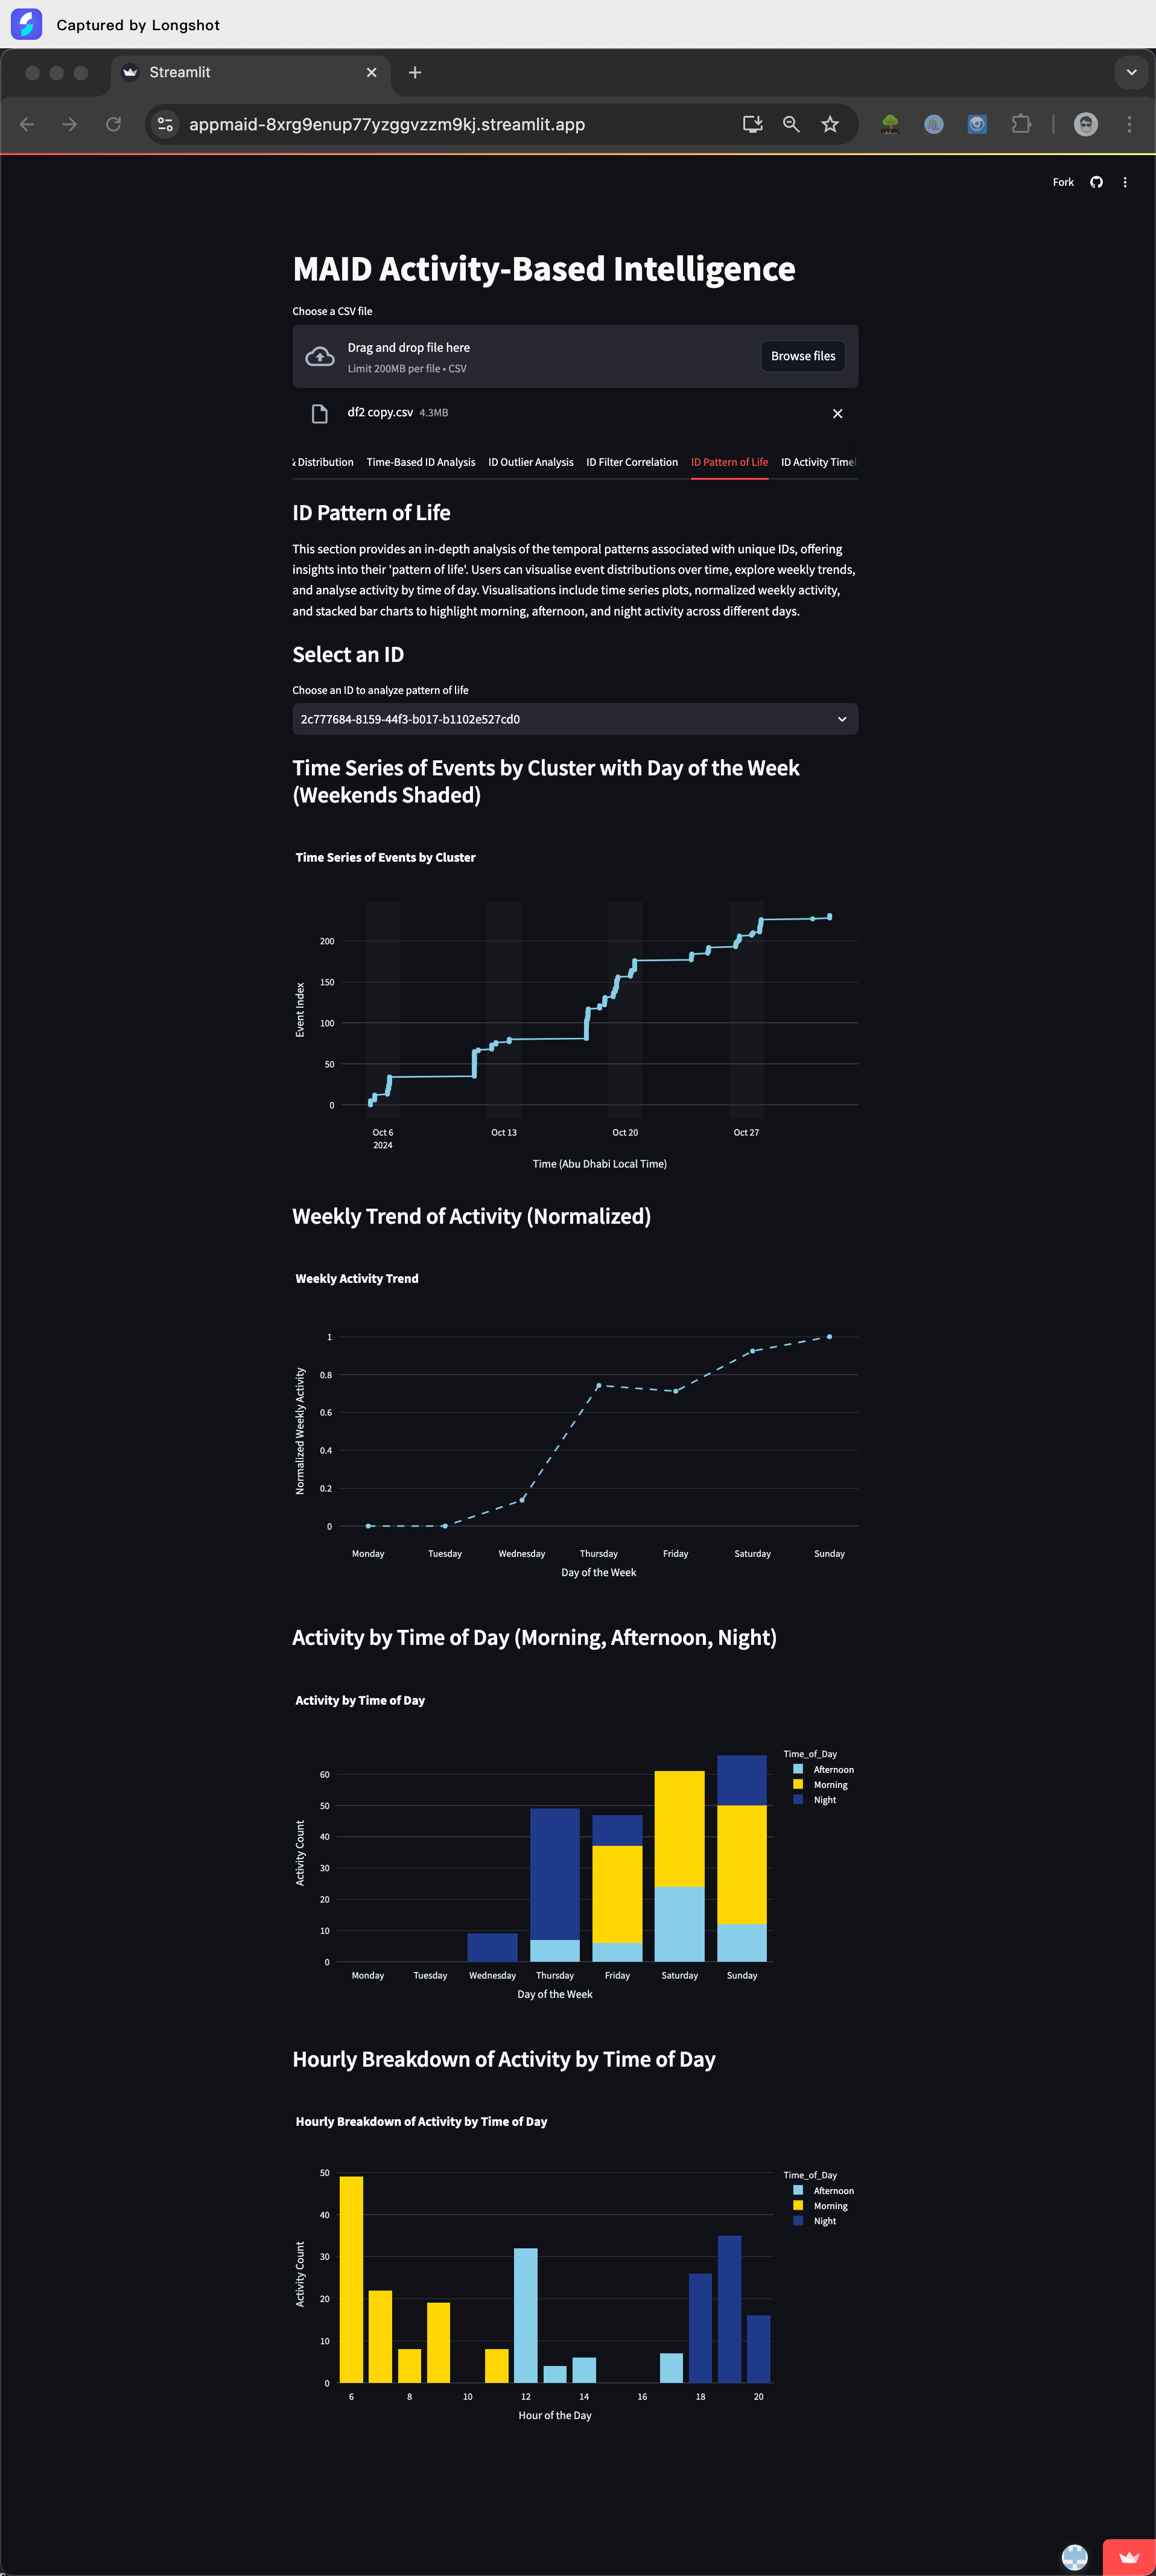 Captured by Longshot
Streamlit
appmaid-8xrg9enup77yzggvzzm9kj.streamlit.app
Fork
MAID Activity-Based Intelligence
Choose a CSV file
Drag and drop file here
Limit 200MB per file • CSV
Browse files
df2 copy.csv 4.3MB
& Distribution Time-Based ID Analysis ID Outlier Analysis ID Filter Correlation ID Pattern of Life ID Activity Timel
ID Pattern of Life
This section provides an in-depth analysis of the temporal patterns associated with unique IDs, offering
insights into their 'pattern of life'. Users can visualise event distributions over time, explore weekly trends,
and analyse activity by time of day. Visualisations include time series plots, normalized weekly activity,
and stacked bar charts to highlight morning, afternoon, and night activity across different days.
Select an ID
Choose an ID to analyze pattern of life
2c777684-8159-44f3-b017-b1102e527cd0
Time Series of Events by Cluster with Day of the Week
(Weekends Shaded)
Time Series of Events by Cluster
Event Index
200
150
100
50
0
Oct 6 Oct 13 Oct 20 Oct 27
2024
Time (Abu Dhabi Local Time)
Weekly Trend of Activity (Normalized)
Weekly Activity Trend
Normalized Weekly Activity
1
0.8
0.6
0.4
0.2
0
Monday Tuesday Wednesday Thursday Friday Saturday Sunday
Day of the Week
Activity by Time of Day (Morning, Afternoon, Night)
Activity by Time of Day
Time_of_Day
Afternoon
Morning
Night
Activity Count
60
50
40
30
20
10
0
Monday Tuesday Wednesday Thursday Friday Saturday Sunday
Day of the Week
Hourly Breakdown of Activity by Time of Day
Hourly Breakdown of Activity by Time of Day
Time_of_Day
Afternoon
Morning
Night
Activity Count
50
40
30
20
10
0
6 8 10 12 14 16 18 20
Hour of the Day